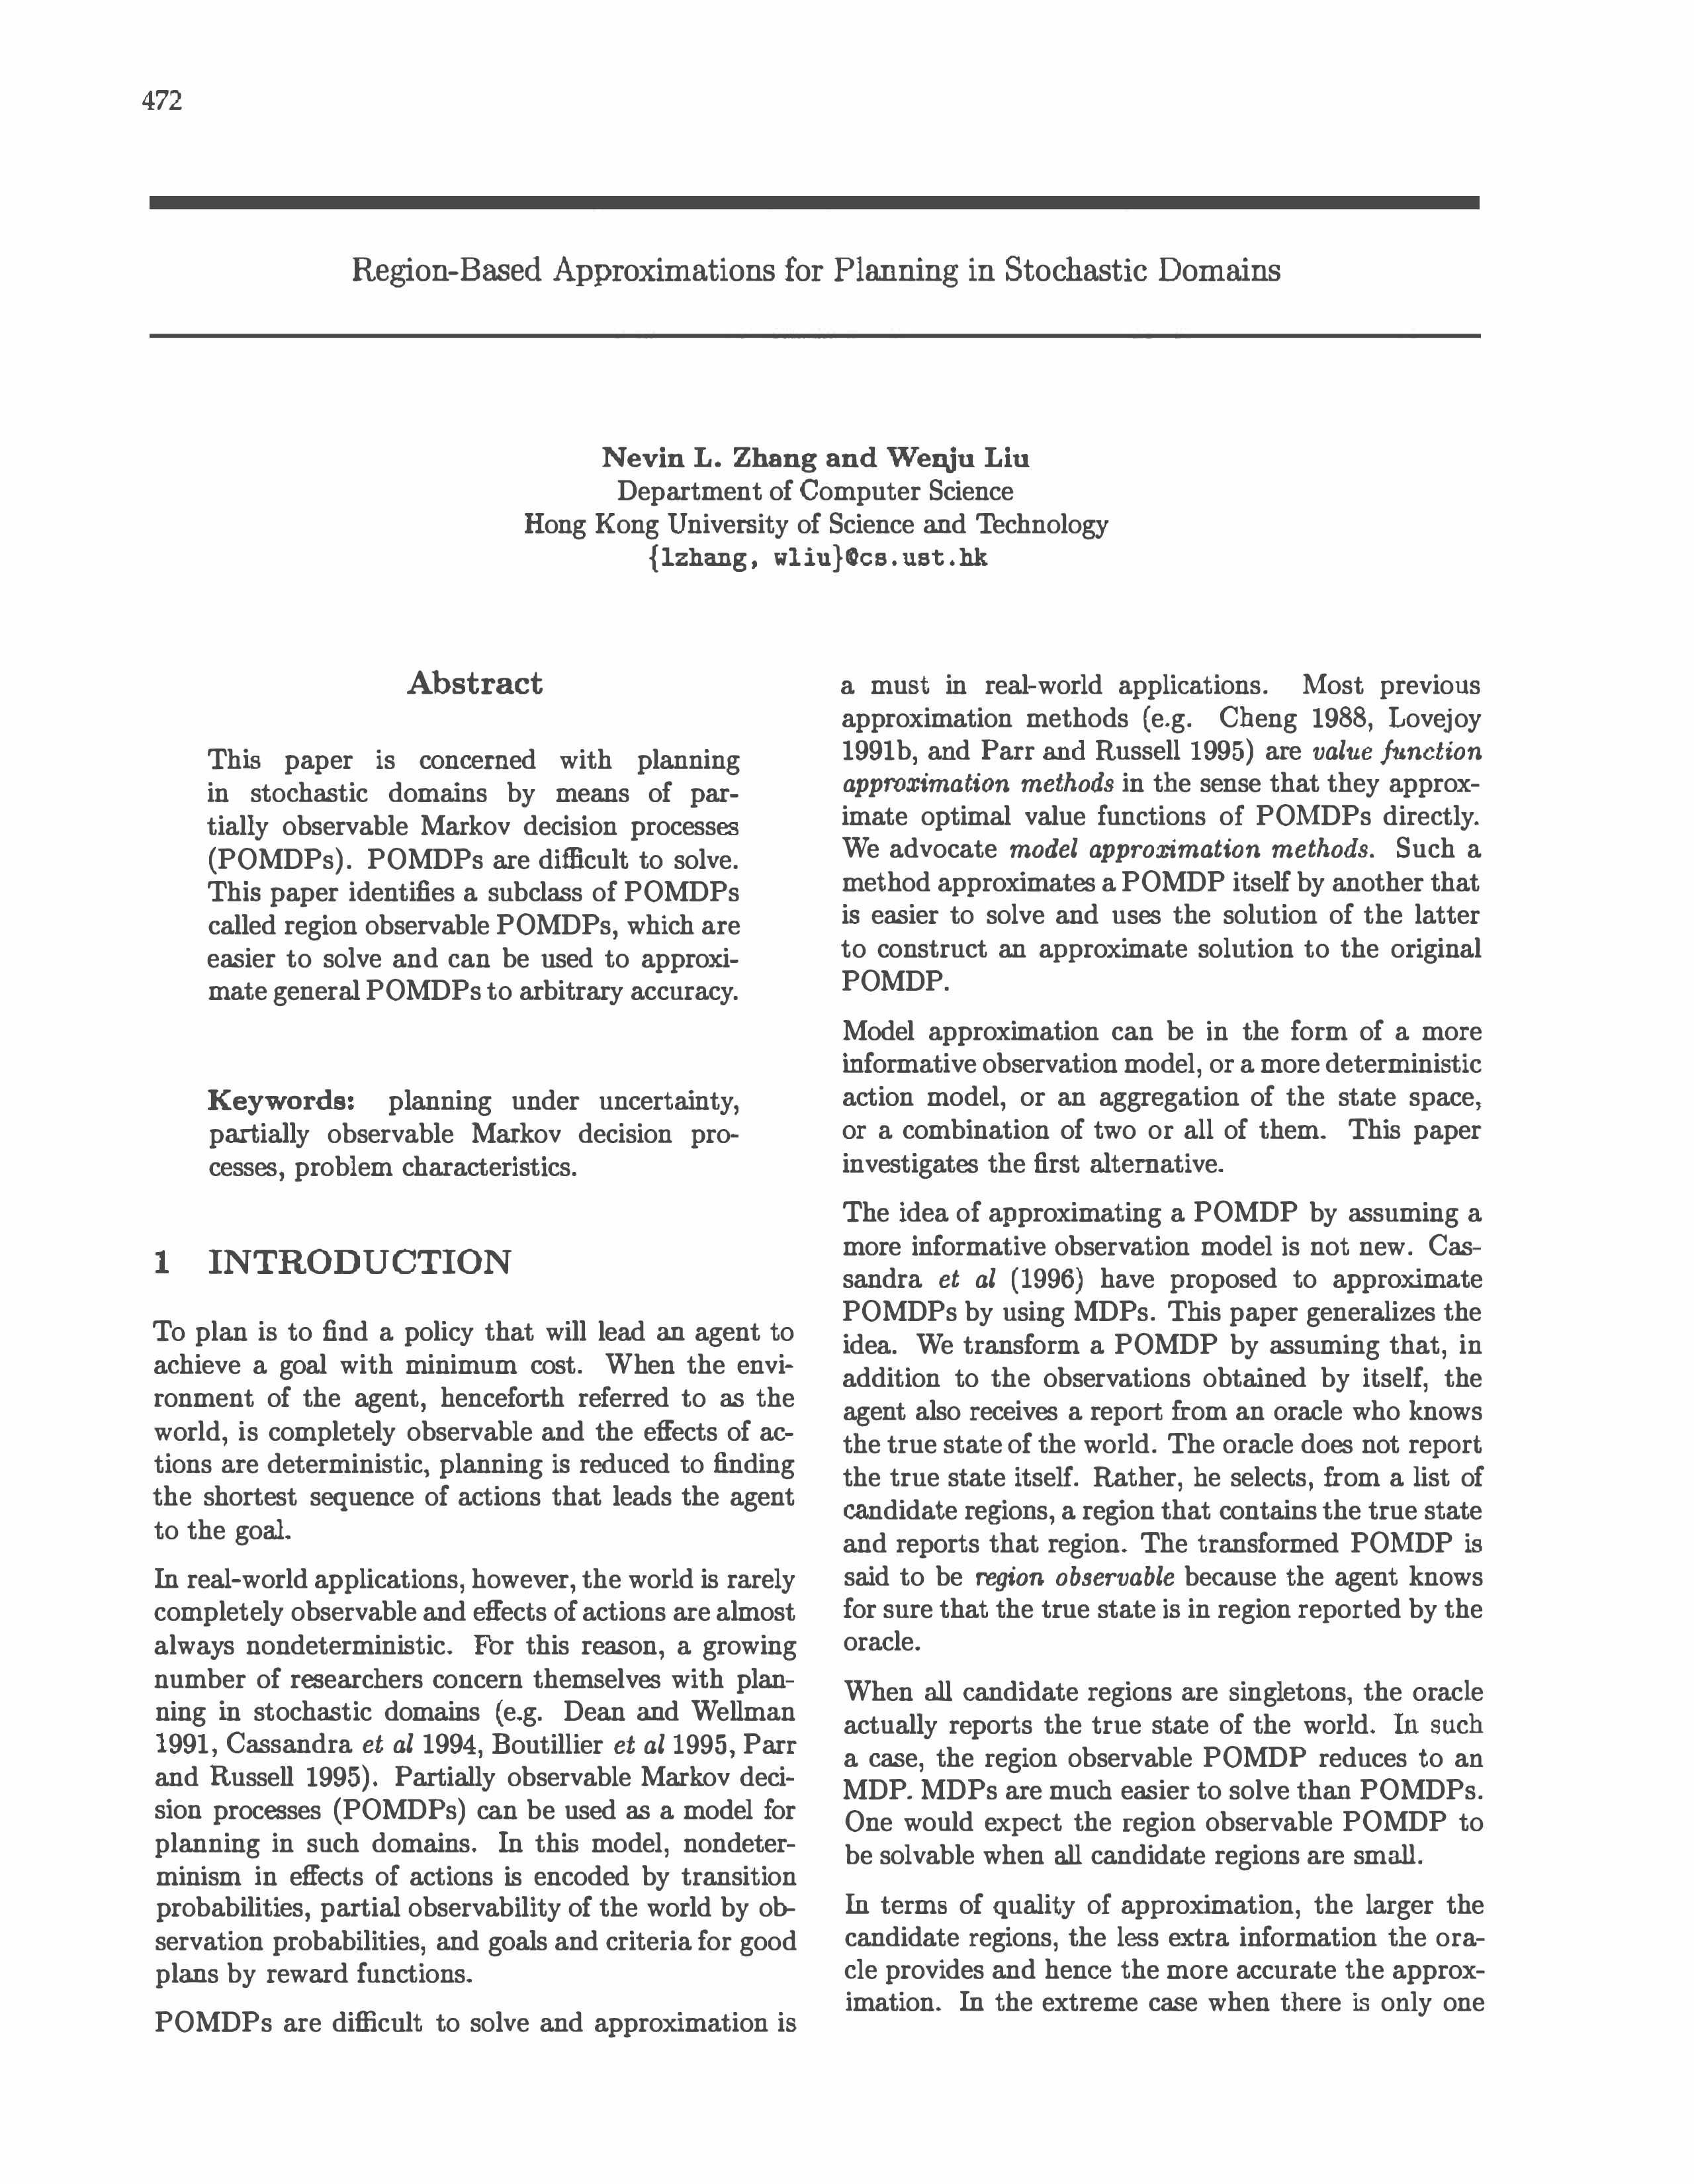 472
Region-Based Approximations for Planning in Stochastic Domains
Nevin L. Zhang and Wenju Liu
Department of Computer Science
Hong Kong University of Science and Technology
{lzhang, wliu}@cs.ust.hk
Abstract
This paper is concerned with planning
in stochastic domains by means of par-
tially observable Markov decision processes
(POMDPs). POMDPs are difficult to solve.
This paper identifies a subclass of POMDPs
called region observable POMDPs, which are
easier to solve and can be used to approxi-
mate general POMDPs to arbitrary accuracy.
Keywords: planning under uncertainty,
partially observable Markov decision pro-
cesses, problem characteristics.
1 INTRODUCTION
To plan is to find a policy that will lead an agent to
achieve a goal with minimum cost. When the envi-
ronment of the agent, henceforth referred to as the
world, is completely observable and the effects of ac-
tions are deterministic, planning is reduced to finding
the shortest sequence of actions that leads the agent
to the goal.
In real-world applications, however, the world is rarely
completely observable and effects of actions are almost
always nondeterministic. For this reason, a growing
number of researchers concern themselves with plan-
ning in stochastic domains (e.g. Dean and Wellman
1991, Cassandra et al 1994, Boutillier et al 1995, Parr
and Russell 1995). Partially observable Markov deci-
sion processes (POMDPs) can be used as a model for
planning in such domains. In this model, nondeter-
minism in effects of actions is encoded by transition
probabilities, partial observability of the world by ob-
servation probabilities, and goals and criteria for good
plans by reward functions.
POMDPs are difficult to solve and approximation is
a must in real-world applications. Most previous
approximation methods (e.g. Cheng 1988, Lovejoy
1991b, and Parr and Russell 1995) are value function
approximation methods in the sense that they approx-
imate optimal value functions of POMDPs directly.
We advocate model approximation methods. Such a
method approximates a POMDP itself by another that
is easier to solve and uses the solution of the latter
to construct an approximate solution to the original
POMDP.
Model approximation can be in the form of a more
informative observation model, or a more deterministic
action model, or an aggregation of the state space,
or a combination of two or all of them. This paper
investigates the first alternative.
The idea of approximating a POMDP by assuming a
more informative observation model is not new. Cas-
sandra et al (1996) have proposed to approximate
POMDPs by using MDPs. This paper generalizes the
idea. We transform a POMDP by assuming that, in
addition to the observations obtained by itself, the
agent also receives a report from an oracle who knows
the true state of the world. The oracle does not report
the true state itself. Rather, he selects, from a list of
candidate regions, a region that contains the true state
and reports that region. The transformed POMDP is
said to be region observable because the agent knows
for sure that the true state is in region reported by the
oracle.
When all candidate regions are singletons, the oracle
actually reports the true state of the world. In such
a case, the region observable POMDP reduces to an
MDP. MDPs are much easier to solve than POMDPs.
One would expect the region observable POMDP to
be solvable when all candidate regions are small.
In terms of quality of approximation, the larger the
candidate regions, the less extra information the ora-
cle provides and hence the more accurate the approx-
imation. In the extreme case when there is only one